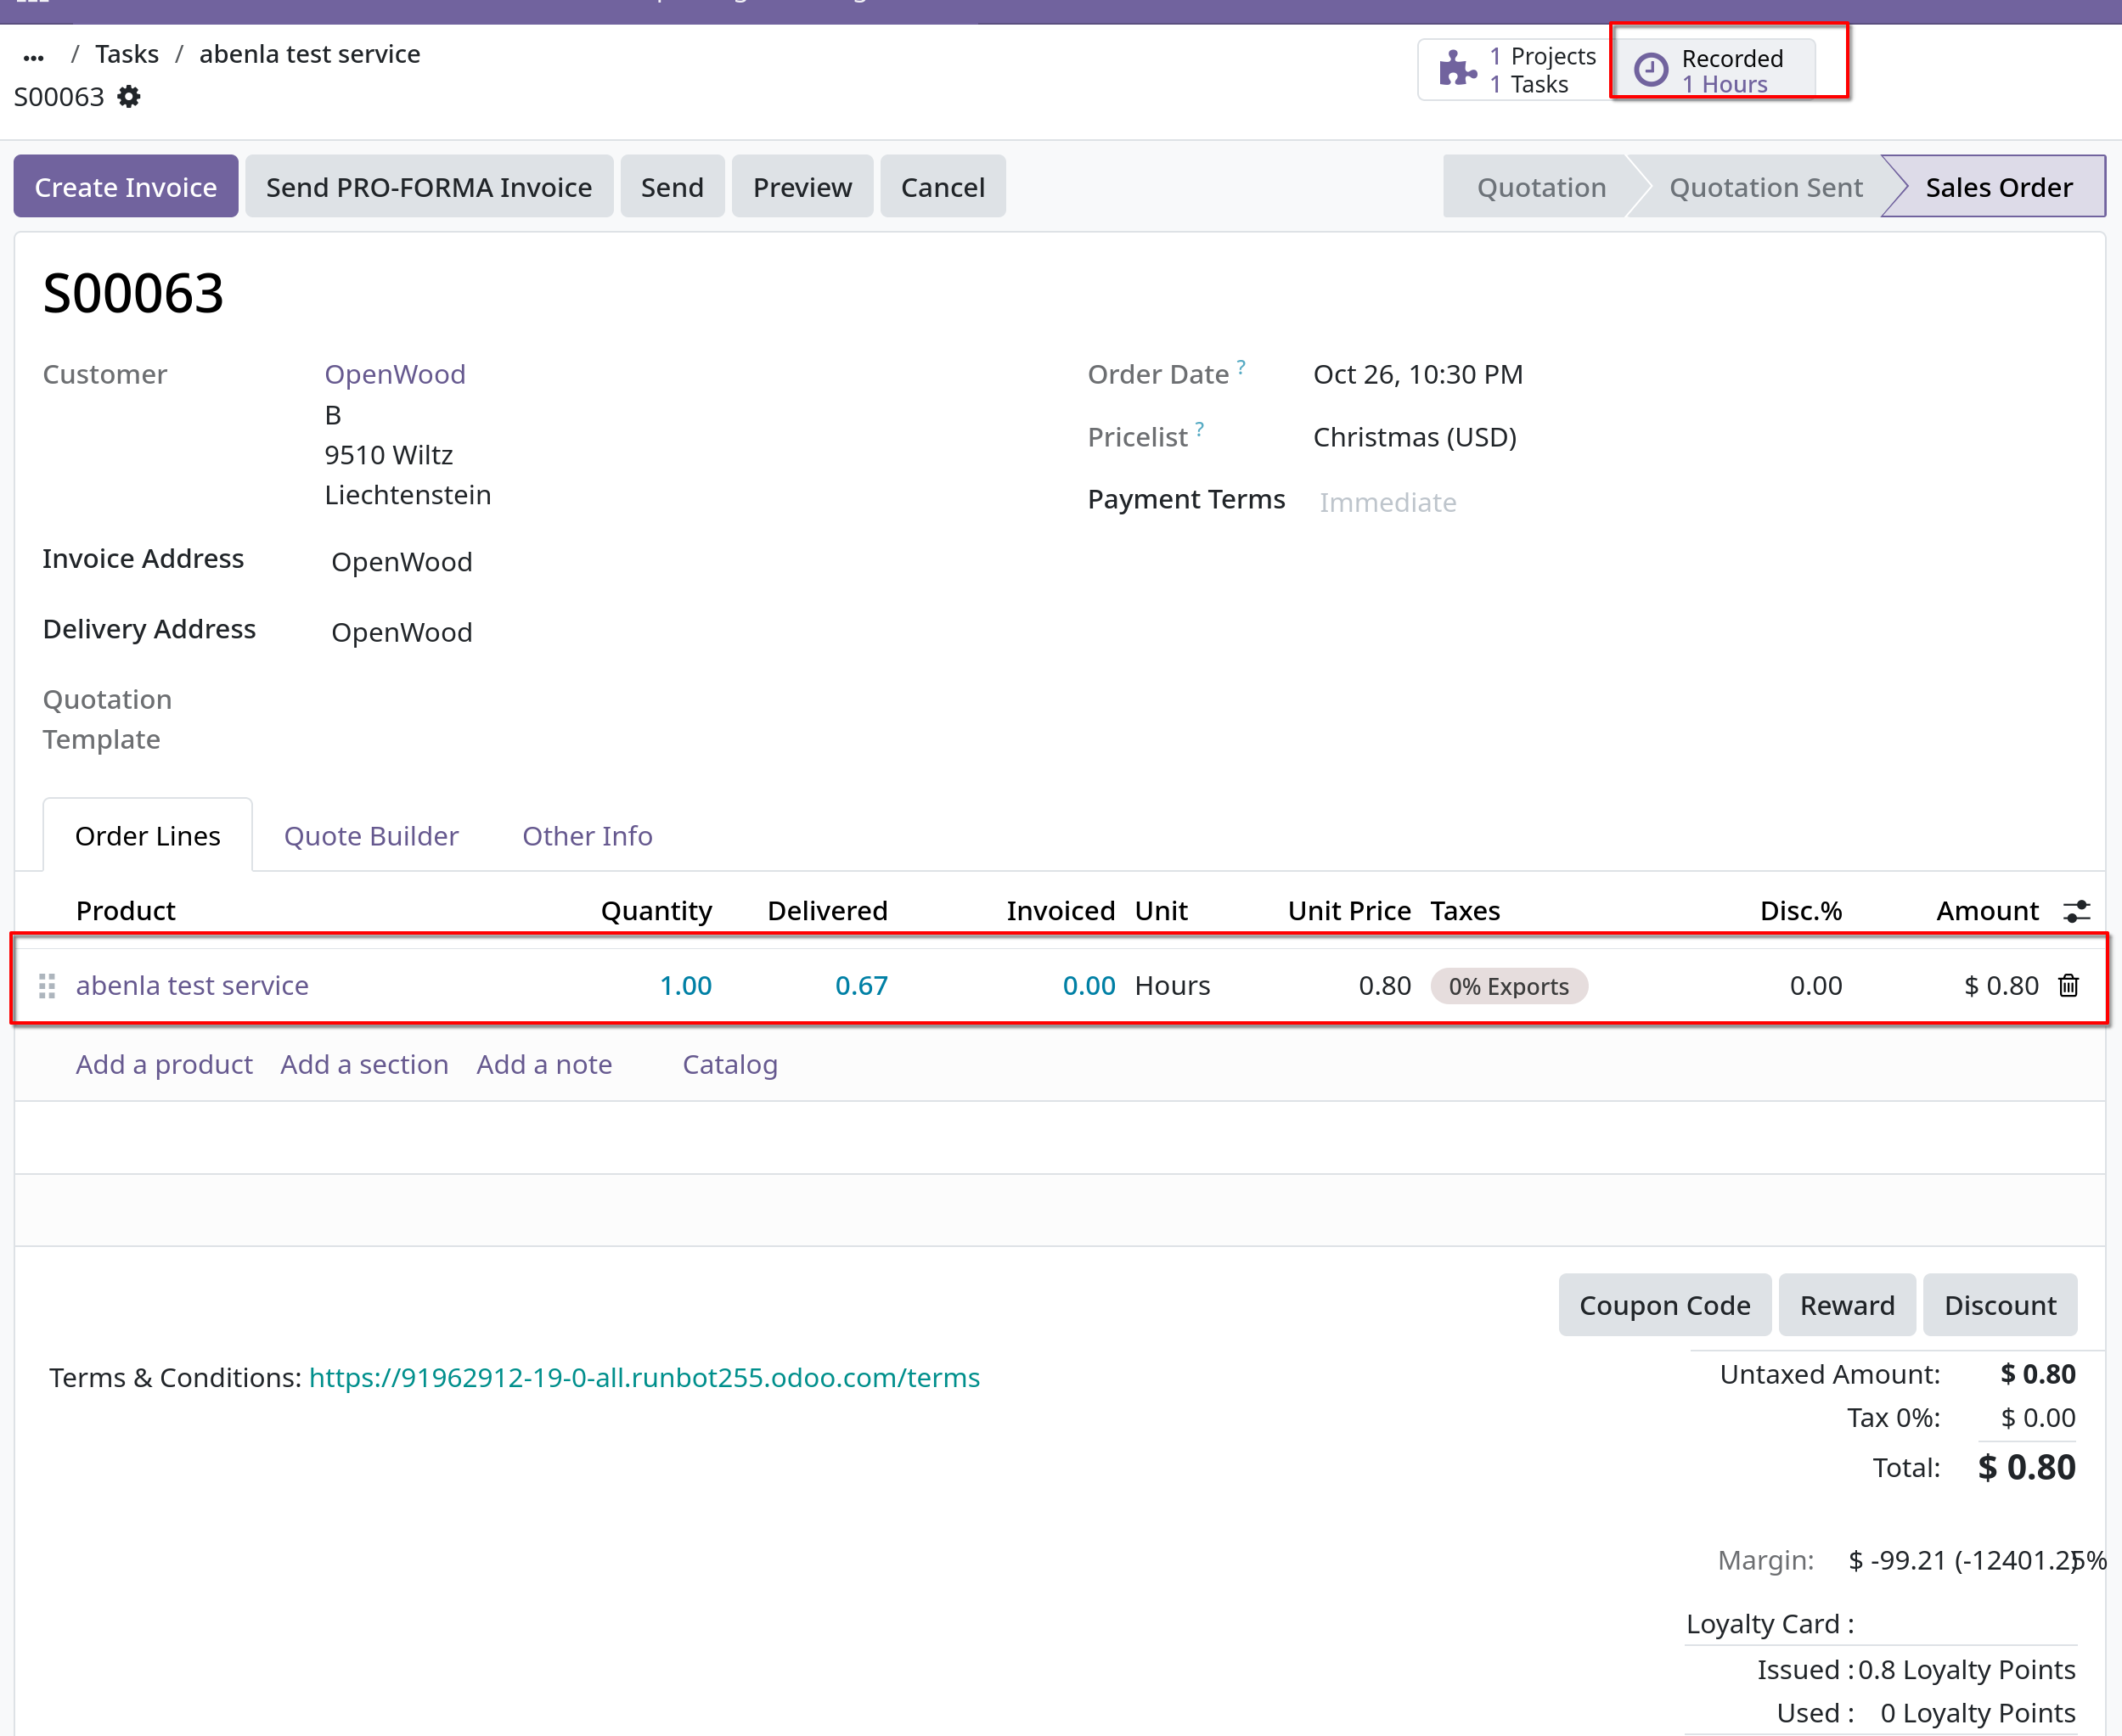 ... / Tasks / abenla test service
S00063
1 Projects
1 Tasks
Recorded
1 Hours
Create Invoice Send PRO-FORMA Invoice Send Preview Cancel Quotation Quotation Sent Sales Order
S00063
Customer OpenWood
B
9510 Wiltz
Liechtenstein
Order Date ? Oct 26, 10:30 PM
Pricelist ? Christmas (USD)
Payment Terms Immediate
Invoice Address OpenWood
Delivery Address OpenWood
Quotation
Template
Order Lines Quote Builder Other Info
Product Quantity Delivered Invoiced Unit Unit Price Taxes Disc.% Amount
abenla test service 1.00 0.67 0.00 Hours 0.80 0% Exports 0.00 $ 0.80
Add a product Add a section Add a note Catalog
Coupon Code Reward Discount
Terms & Conditions: https://91962912-19-0-all.runbot255.odoo.com/terms
Untaxed Amount: $ 0.80
Tax 0%: $ 0.00
Total: $ 0.80
Margin: $ -99.21 (-12401.25%)
Loyalty Card :
Issued : 0.8 Loyalty Points
Used : 0 Loyalty Points